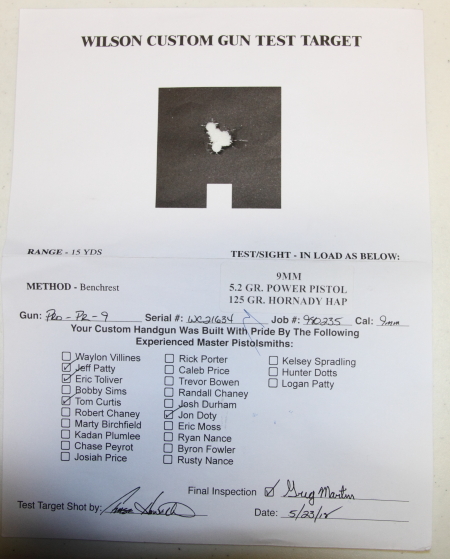 WILSON CUSTOM GUN TEST TARGET
RANGE - 15 YDS
TEST/SIGHT - IN LOAD AS BELOW:
9MM
METHOD - Benchrest
5.2 GR. POWER PISTOL
125 GR. HORNADY HAP
Gun: PRO-PR-9 Serial #: WC21634 Job #: 980235 Cal: 9mm
Your Custom Handgun Was Built With Pride By The Following
Experienced Master Pistolsmiths:
Waylon Villines
Jeff Patty
Eric Toliver
Bobby Sims
Tom Curtis
Robert Chaney
Marty Birchfield
Kadan Plumlee
Chase Peyrot
Josiah Price
Rick Porter
Caleb Price
Trevor Bowen
Randall Chaney
Josh Durham
Jon Doty
Eric Moss
Ryan Nance
Byron Fowler
Rusty Nance
Kelsey Spradling
Hunter Dotts
Logan Patty
Final Inspection Greg Martin
Test Target Shot by:
Date: 5/23/18